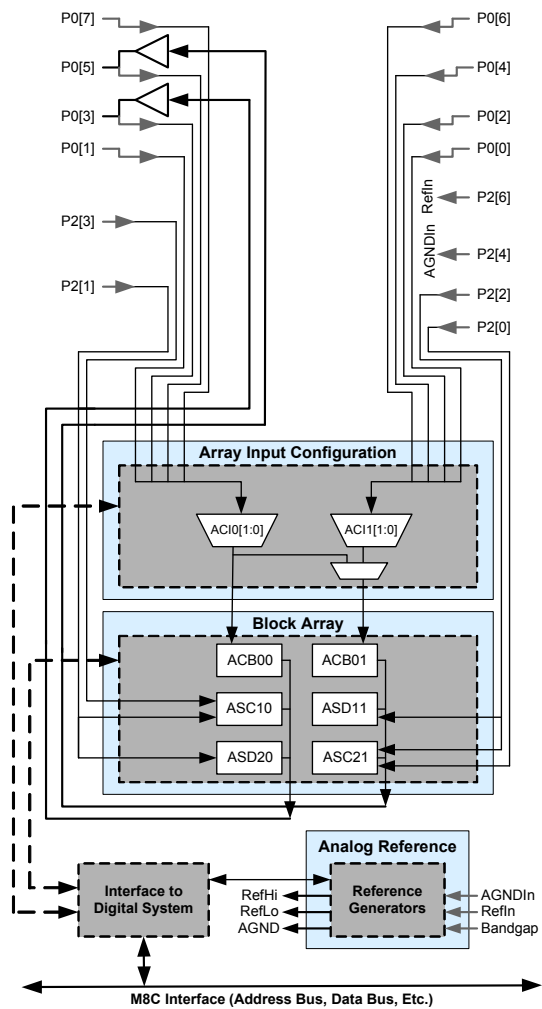 P0[7]
P0[6]
P0[5]
P0[4]
P0[3]
P0[2]
P0[1]
P0[0]
P2[6]
RefIn
P2[3]
P2[4]
AGNDIn
P2[1]
P2[2]
P2[0]
Array Input Configuration
ACI0[1:0]
ACI1[1:0]
Block Array
ACB00
ACB01
ASC10
ASD11
ASD20
ASC21
Analog Reference
Interface to
Digital System
RefHi
RefLo
AGND
Reference
Generators
AGNDIn
RefIn
Bandgap
M8C Interface (Address Bus, Data Bus, Etc.)